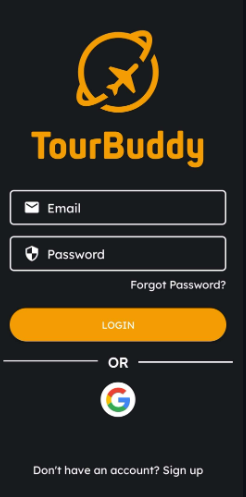 TourBuddy
Email
Password
Forgot Password?
LOGIN
OR
G
Don't have an account? Sign up